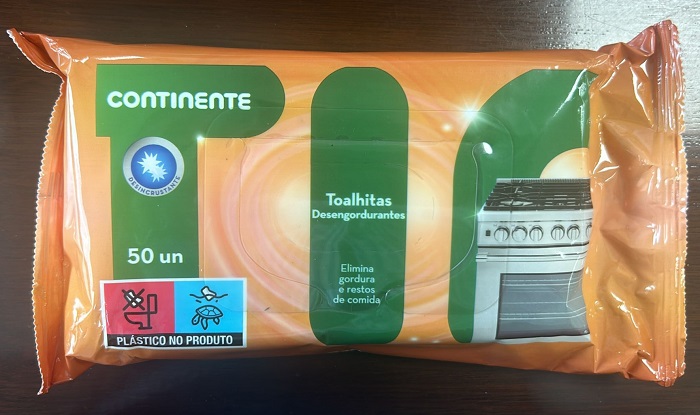 CONTINENTE
DESINCRUSTANTE
50 un
PLÁSTICO NO PRODUTO
Toalhitas
Desengordurantes
Elimina
gordura
e restos
de comida